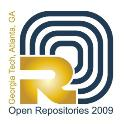 Georgia Tech, Atlanta, GA
Open Repositories 2009